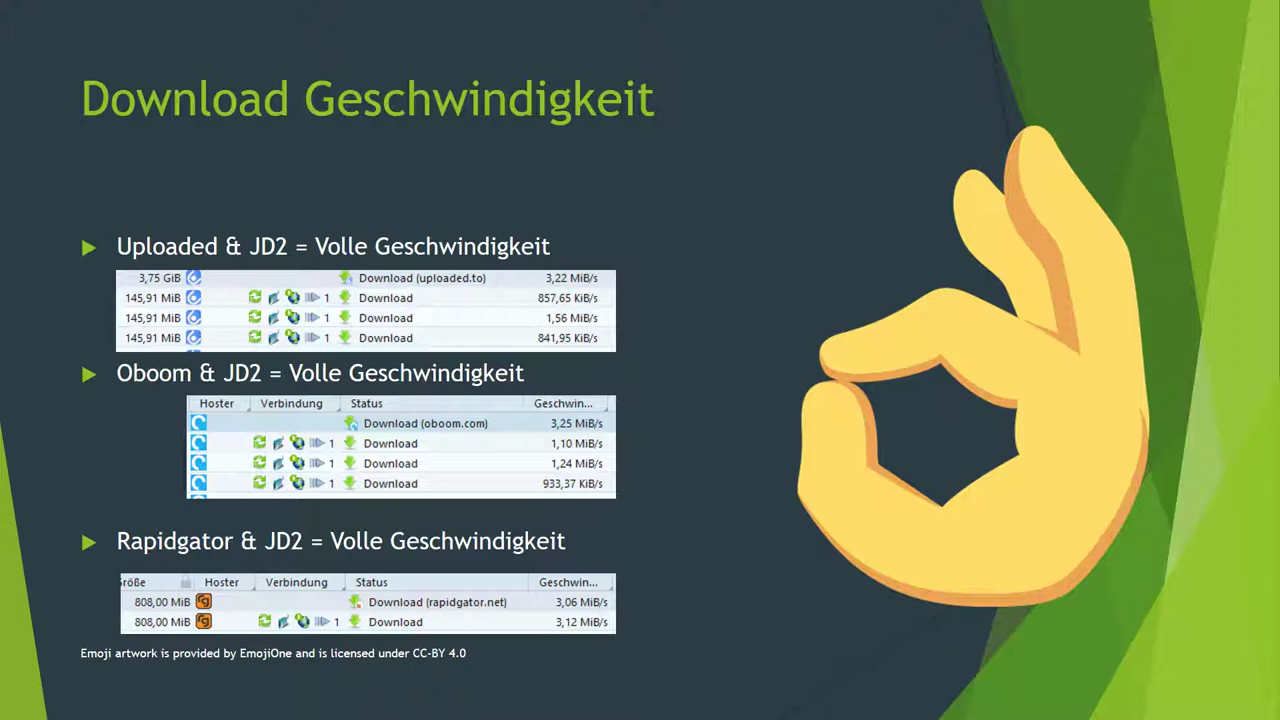 Download Geschwindigkeit
Uploaded & JD2 = Volle Geschwindigkeit
3,75 GiB Download (uploaded.to) 3,22 MiB/s
145,91 MiB 1 Download 857,65 KiB/s
145,91 MiB 1 Download 1,56 MiB/s
145,91 MiB 1 Download 841,95 KiB/s
Oboom & JD2 = Volle Geschwindigkeit
Hoster Verbindung Status Geschwin...
Download (oboom.com) 3,25 MiB/s
1 Download 1,10 MiB/s
1 Download 1,24 MiB/s
1 Download 933,37 KiB/s
Rapidgator & JD2 = Volle Geschwindigkeit
Größe Hoster Verbindung Status Geschwin...
808,00 MiB rg Download (rapidgator.net) 3,06 MiB/s
808,00 MiB rg 1 Download 3,12 MiB/s
Emoji artwork is provided by EmojiOne and is licensed under CC-BY 4.0